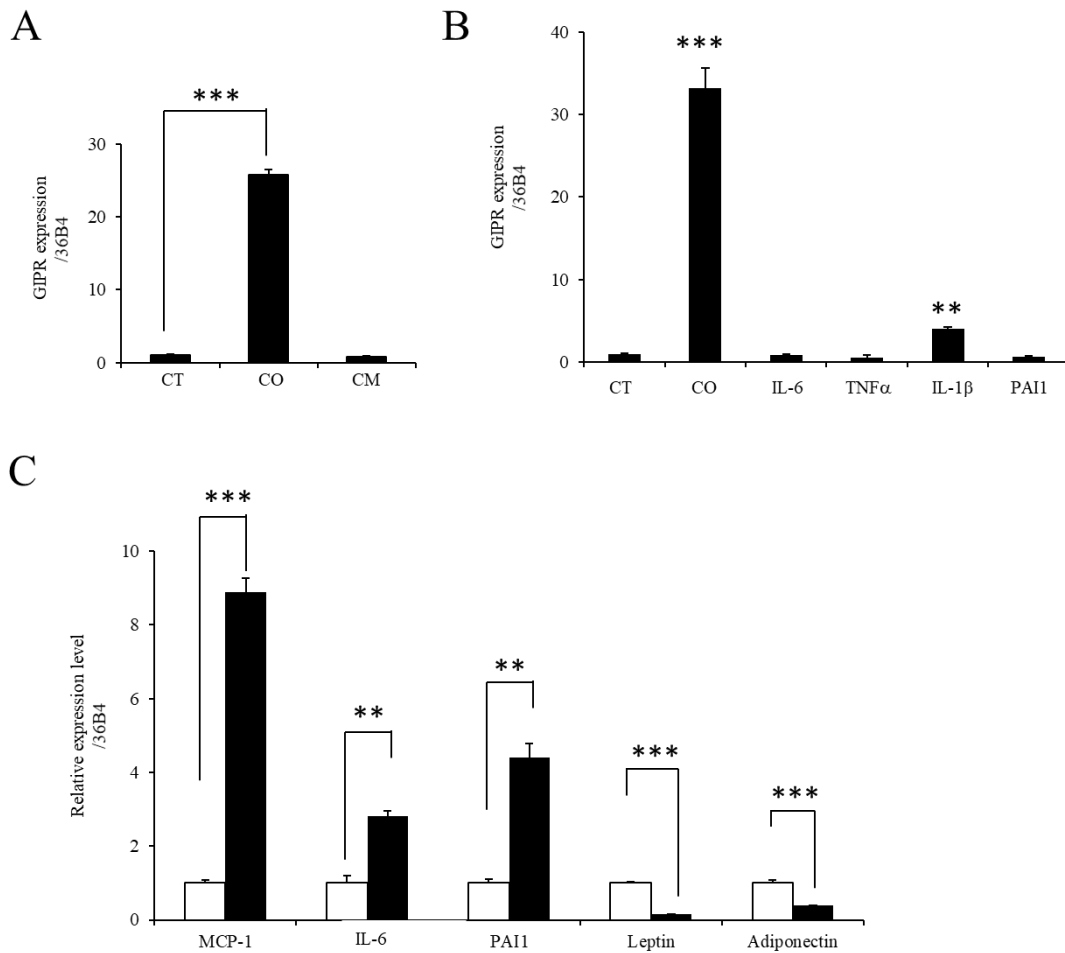 A
***
30
20
10
0
GIPR expression
/36B4
CT CO CM
B
***
**
40
30
20
10
0
GIPR expression
/36B4
CT CO IL-6 TNFα IL-1β PAI1
C
***
**
**
***
***
10
8
6
4
2
0
Relative expression level
/36B4
MCP-1 IL-6 PAI1 Leptin Adiponectin